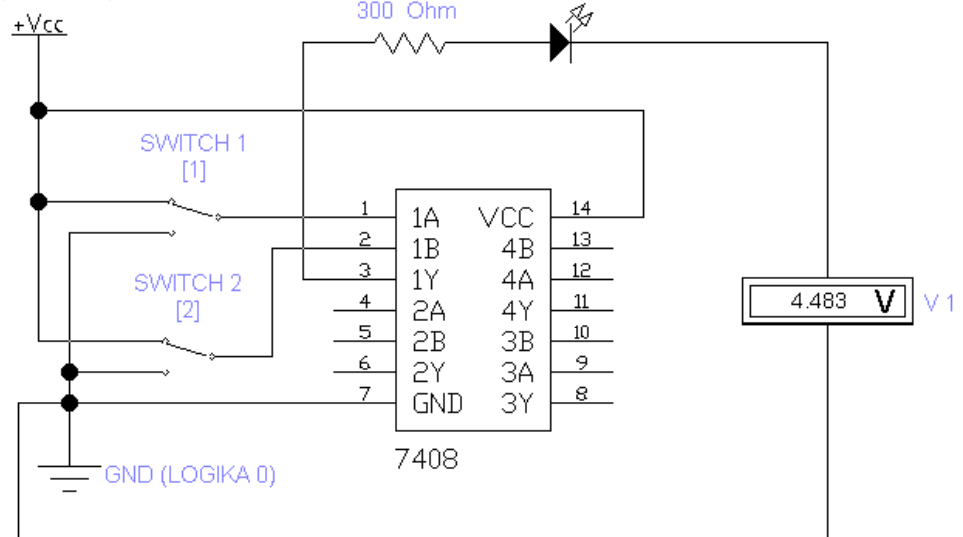 300 Ohm
+Vcc
SWITCH 1
[1]
1 1A VCC 14
2 1B 4B 13
3 1Y 4A 12
SWITCH 2
[2]
4 2A 4Y 11
4.483 V V 1
5 2B 3B 10
6 2Y 3A 9
7 GND 3Y 8
7408
GND (LOGIKA 0)